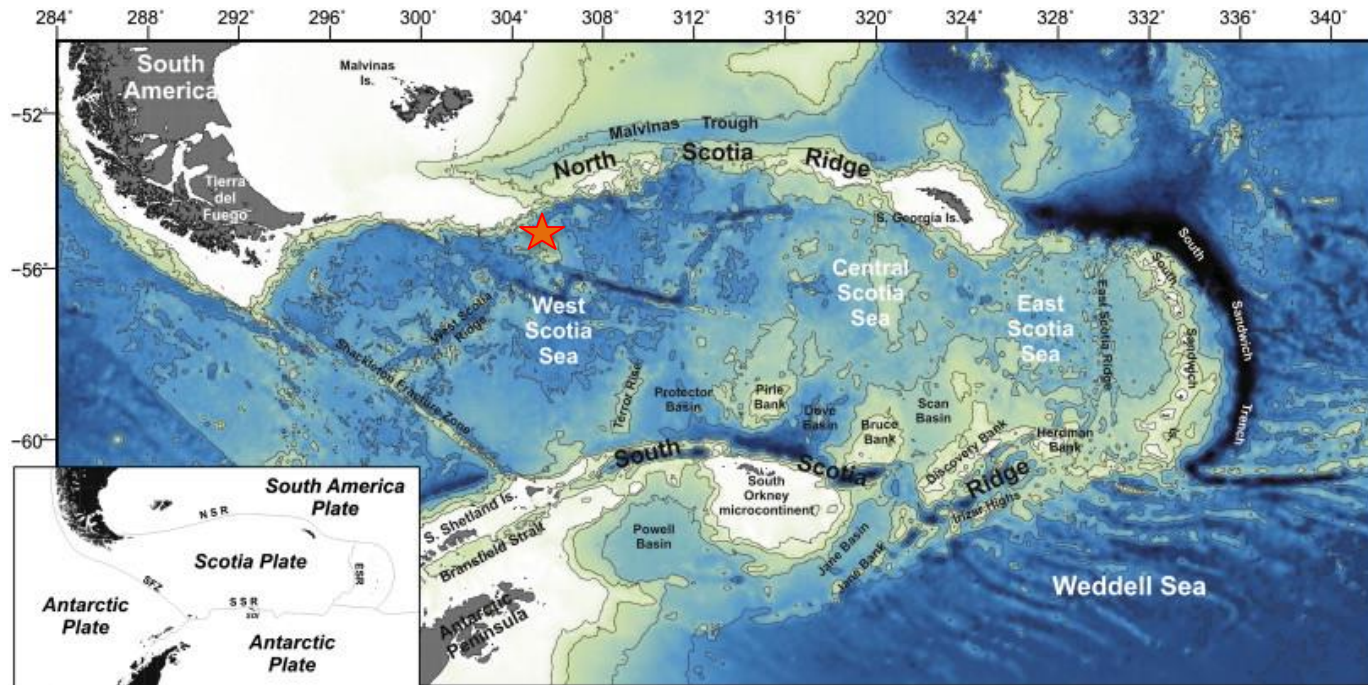 284° 288° 292° 296° 300° 304° 308° 312° 316° 320° 324° 328° 332° 336° 340°
−52°
−56°
−60°
South
America
Malvinas
Is.
Tierra
del
Fuego
Malvinas Trough
North Scotia Ridge
S. Georgia Is.
West
Scotia
Sea
Central
Scotia
Sea
East
Scotia
Sea
West Scotia
Ridge
Shackleton Fracture Zone
East Scotia Ridge
South
Sandwich
Is.
South
Sandwich
Trench
Terror Rise
Protector
Basin
Pirie
Bank
Dove
Basin
Bruce
Bank
Scan
Basin
Discovery Bank
Herdman
Bank
Irizar Highs
South Scotia Ridge
South
Orkney
microcontinent
S. Shetland Is.
Bransfield Strait
Powell
Basin
Jane Basin
Jane Bank
Antarctic
Peninsula
Weddell Sea
South America
Plate
NSR
Scotia Plate
ESR
SFZ
SSR
Antarctic
Plate
Antarctic
Plate